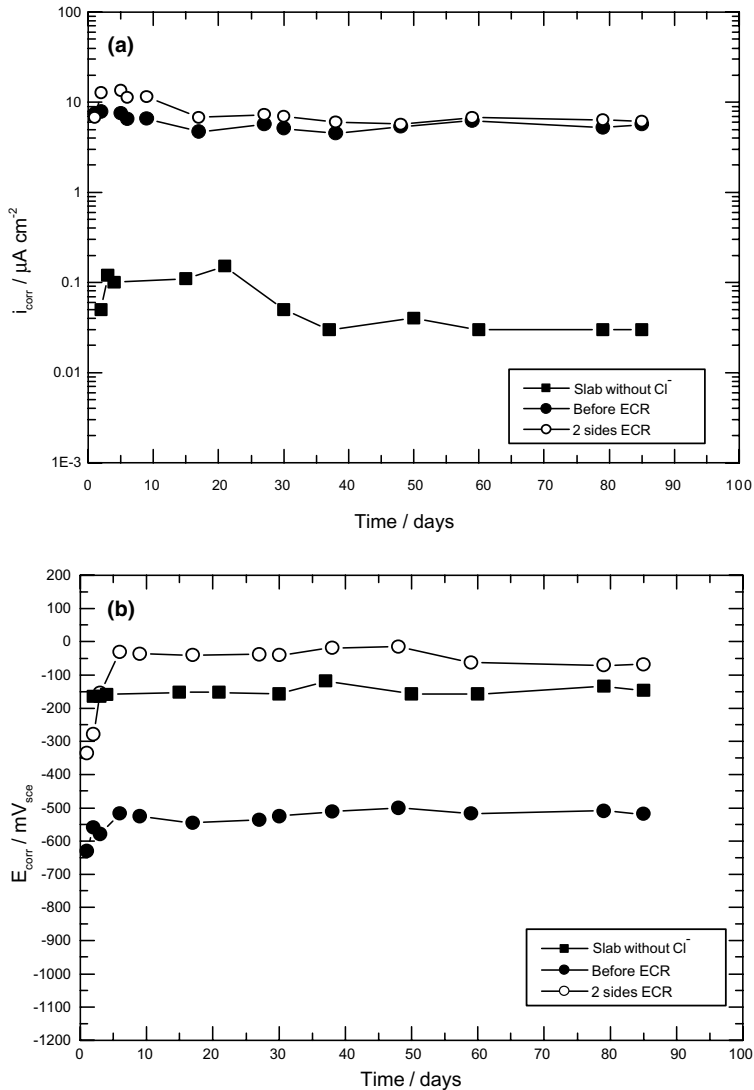 (a)
100
10
1
0.1
0.01
1E-3
i_corr / μA cm⁻²
Slab without Cl⁻
Before ECR
2 sides ECR
0 10 20 30 40 50 60 70 80 90 100
Time / days
(b)
200
100
0
-100
-200
-300
-400
-500
-600
-700
-800
-900
-1000
-1100
-1200
E_corr / mV_sce
Slab without Cl⁻
Before ECR
2 sides ECR
0 10 20 30 40 50 60 70 80 90 100
Time / days